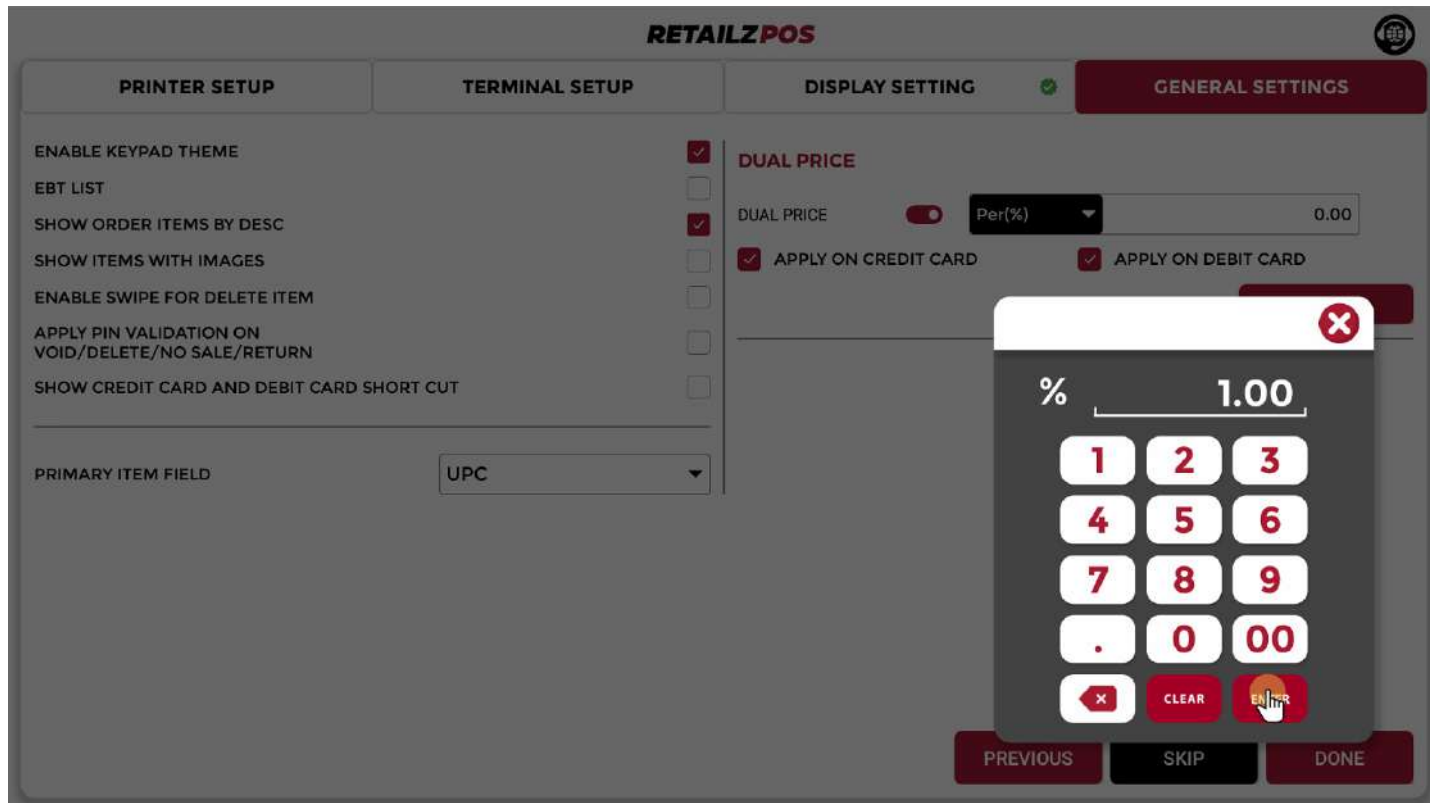 RETAILZPOS
PRINTER SETUP
TERMINAL SETUP
DISPLAY SETTING
GENERAL SETTINGS
ENABLE KEYPAD THEME
EBT LIST
SHOW ORDER ITEMS BY DESC
SHOW ITEMS WITH IMAGES
ENABLE SWIPE FOR DELETE ITEM
APPLY PIN VALIDATION ON
VOID/DELETE/NO SALE/RETURN
SHOW CREDIT CARD AND DEBIT CARD SHORT CUT
PRIMARY ITEM FIELD UPC
DUAL PRICE
DUAL PRICE Per(%) 0.00
APPLY ON CREDIT CARD APPLY ON DEBIT CARD
% 1.00
1 2 3
4 5 6
7 8 9
. 0 00
CLEAR ENTER
PREVIOUS SKIP DONE